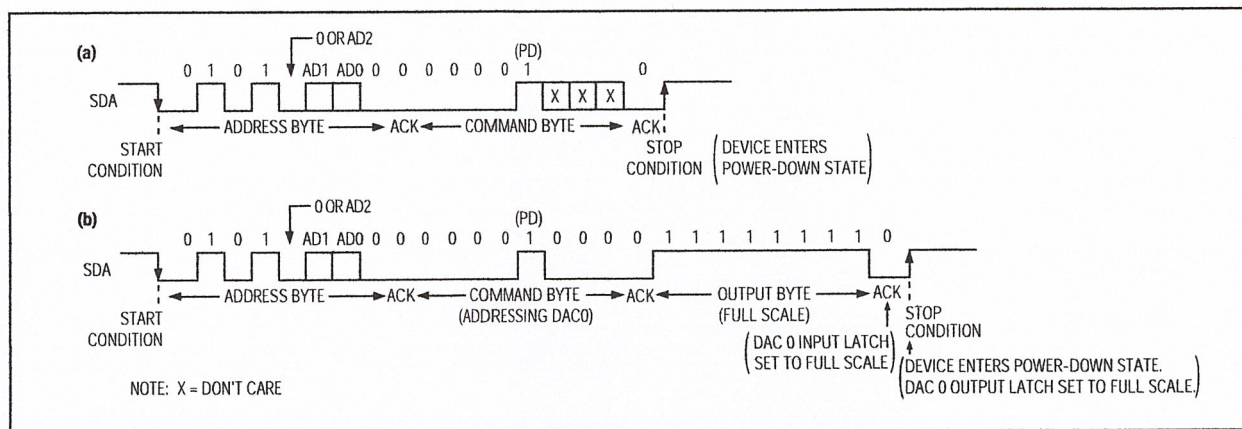 (a)
0 OR AD2
(PD)
0 1 0 1 AD1 AD0 0 0 0 0 0 0 1 0
SDA
X X X
ADDRESS BYTE ACK COMMAND BYTE ACK
START
CONDITION
STOP
CONDITION
(DEVICE ENTERS
POWER-DOWN STATE)
(b)
0 OR AD2
(PD)
0 1 0 1 AD1 AD0 0 0 0 0 0 0 1 0 0 0 0 1 1 1 1 1 1 1 1 0
SDA
ADDRESS BYTE ACK COMMAND BYTE ACK OUTPUT BYTE ACK
(ADDRESSING DAC0)
(FULL SCALE)
START
CONDITION
STOP
CONDITION
(DAC 0 INPUT LATCH
SET TO FULL SCALE)
(DEVICE ENTERS POWER-DOWN STATE.
DAC 0 OUTPUT LATCH SET TO FULL SCALE.)
NOTE: X = DON'T CARE